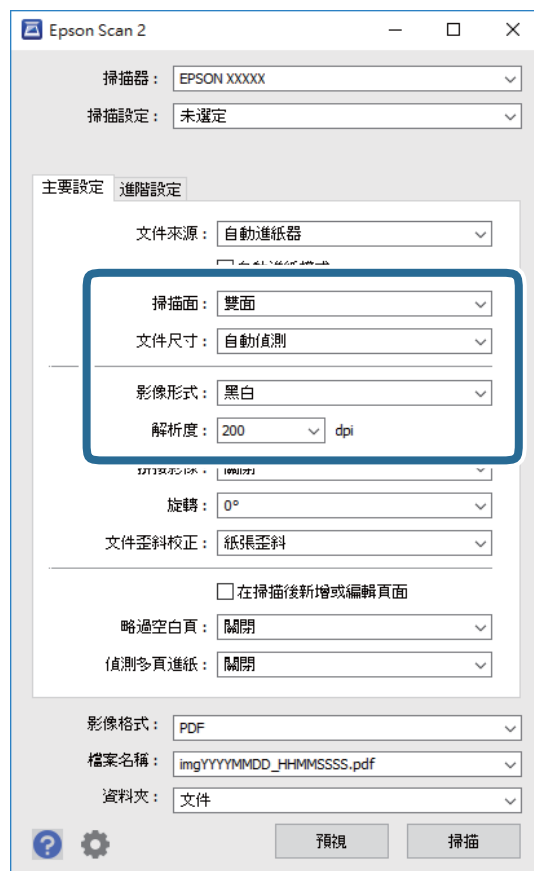 Epson Scan 2
掃描器： EPSON XXXXX
掃描設定： 未選定
主要設定 進階設定
文件來源： 自動進紙器
掃描面： 雙面
文件尺寸： 自動偵測
影像形式： 黑白
解析度： 200 dpi
旋轉： 0°
文件歪斜校正： 紙張歪斜
在掃描後新增或編輯頁面
略過空白頁： 關閉
偵測多頁進紙： 關閉
影像格式： PDF
檔案名稱： imgYYYYMMDD_HHMMSSSS.pdf
資料夾： 文件
預視 掃描